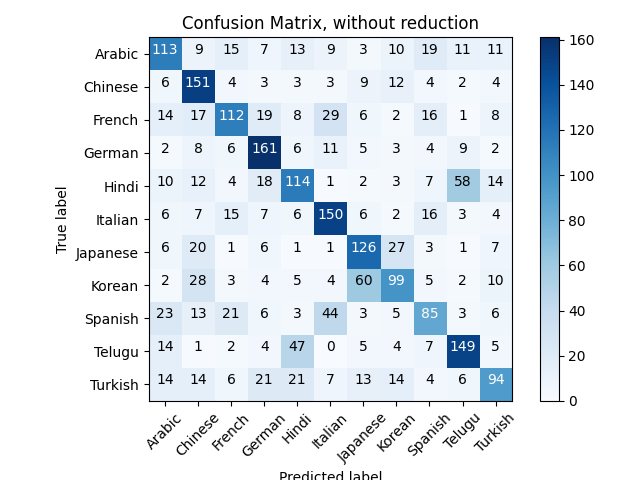 Confusion Matrix, without reduction
True label
Arabic 113 9 15 7 13 9 3 10 19 11 11
Chinese 6 151 4 3 3 3 9 12 4 2 4
French 14 17 112 19 8 29 6 2 16 1 8
German 2 8 6 161 6 11 5 3 4 9 2
Hindi 10 12 4 18 114 1 2 3 7 58 14
Italian 6 7 15 7 6 150 6 2 16 3 4
Japanese 6 20 1 6 1 1 126 27 3 1 7
Korean 2 28 3 4 5 4 60 99 5 2 10
Spanish 23 13 21 6 3 44 3 5 85 3 6
Telugu 14 1 2 4 47 0 5 4 7 149 5
Turkish 14 14 6 21 21 7 13 14 4 6 94
Arabic Chinese French German Hindi Italian Japanese Korean Spanish Telugu Turkish
Predicted label
160
140
120
100
80
60
40
20
0